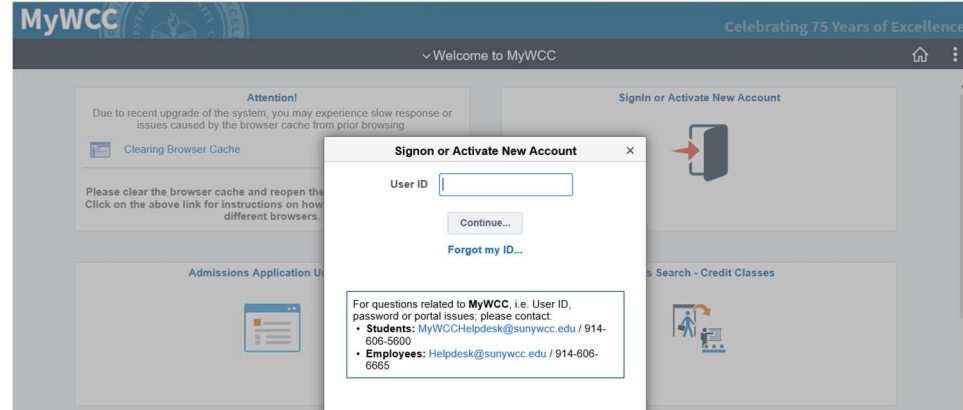 MyWCC
Celebrating 75 Years of Excellence
Welcome to MyWCC
Attention!
Due to recent upgrade of the system, you may experience slow response or
issues caused by the browser cache from prior browsing.
Clearing Browser Cache
Please clear the browser cache and reopen the
Click on the above link for instructions on how
different browsers.
SignIn or Activate New Account
Signon or Activate New Account
User ID
Continue...
Forgot my ID...
For questions related to MyWCC, i.e. User ID,
password or portal issues; please contact:
• Students: MyWCCHelpdesk@sunywcc.edu / 914-
606-5600
• Employees: Helpdesk@sunywcc.edu / 914-606-
6665
Admissions Application
Search - Credit Classes